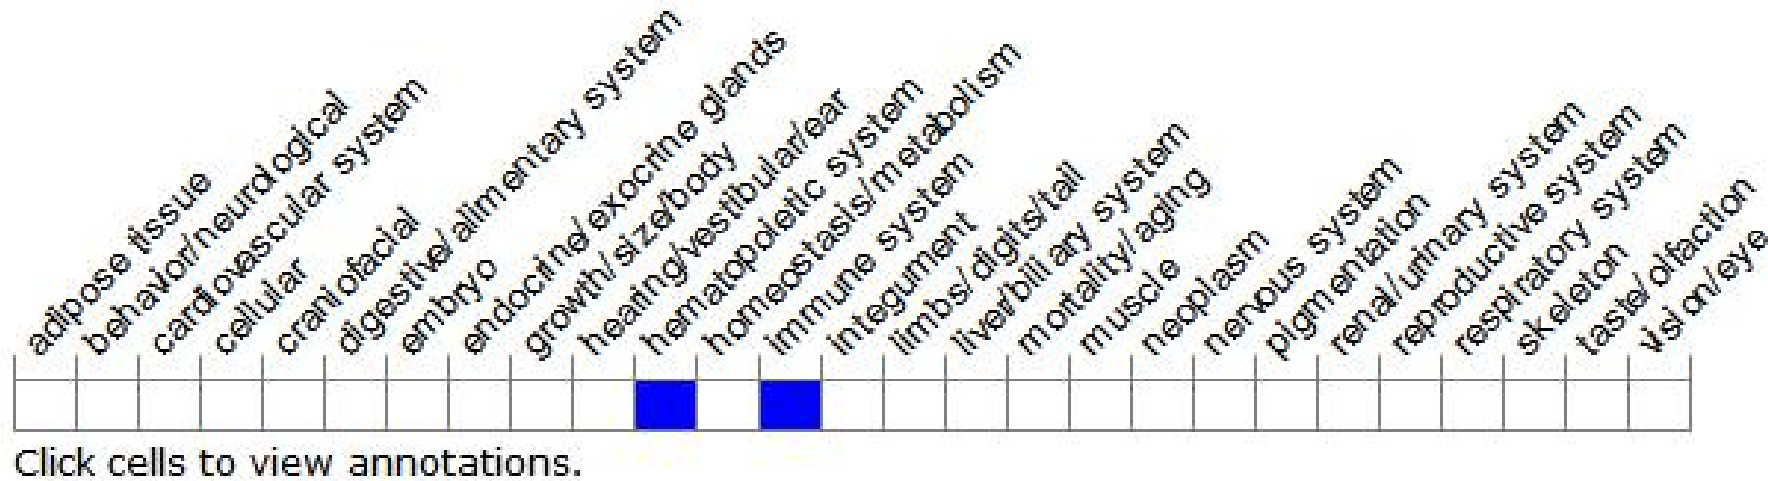 adipose tissue
behavior/neurological
cardiovascular system
cellular
craniofacial
digestive/alimentary system
embryo
endocrine/exocrine glands
growth/size/body
hearing/vestibular/ear
hematopoietic system
homeostasis/metabolism
immune system
integument
limbs/digits/tail
liver/biliary system
mortality/aging
muscle
neoplasm
nervous system
pigmentation
renal/urinary system
reproductive system
respiratory system
skeleton
taste/olfaction
vision/eye
Click cells to view annotations.